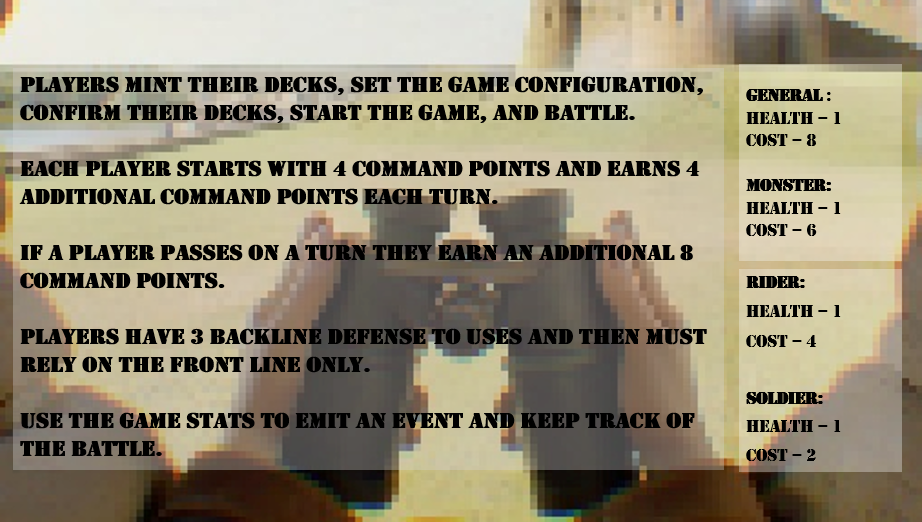 PLAYERS MINT THEIR DECKS, SET THE GAME CONFIGURATION,
CONFIRM THEIR DECKS, START THE GAME, AND BATTLE.
EACH PLAYER STARTS WITH 4 COMMAND POINTS AND EARNS 4
ADDITIONAL COMMAND POINTS EACH TURN.
IF A PLAYER PASSES ON A TURN THEY EARN AN ADDITIONAL 8
COMMAND POINTS.
PLAYERS HAVE 3 BACKLINE DEFENSE TO USES AND THEN MUST
RELY ON THE FRONT LINE ONLY.
USE THE GAME STATS TO EMIT AN EVENT AND KEEP TRACK OF
THE BATTLE.
GENERAL :
HEALTH – 1
COST – 8
MONSTER:
HEALTH – 1
COST – 6
RIDER:
HEALTH – 1
COST – 4
SOLDIER:
HEALTH – 1
COST – 2